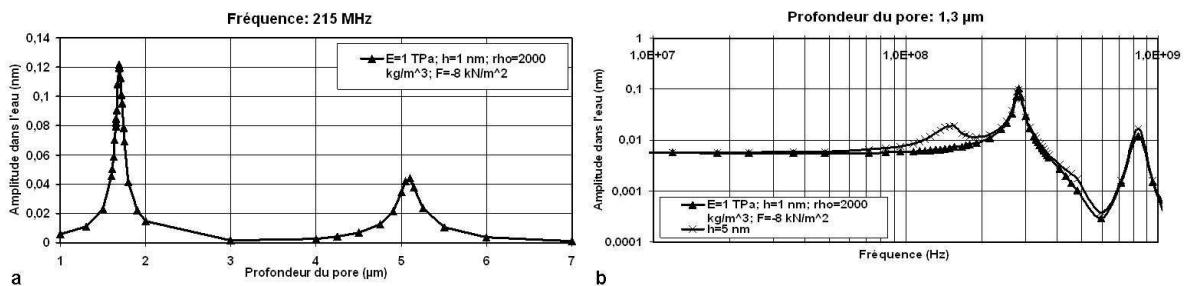 Fréquence: 215 MHz
0,14
0,12
0,1
0,08
0,06
0,04
0,02
0
Amplitude dans l'eau (nm)
E=1 TPa; h=1 nm; rho=2000
kg/m^3; F=-8 kN/m^2
1 2 3 4 5 6 7
Profondeur du pore (µm)
a
Profondeur du pore: 1,3 µm
1
0,1
0,01
0,001
0,0001
1,0E+07 1,0E+08 1,0E+09
Amplitude dans l'eau (nm)
E=1 TPa; h=1 nm; rho=2000
kg/m^3; F=-8 kN/m^2
h=5 nm
Fréquence (Hz)
b